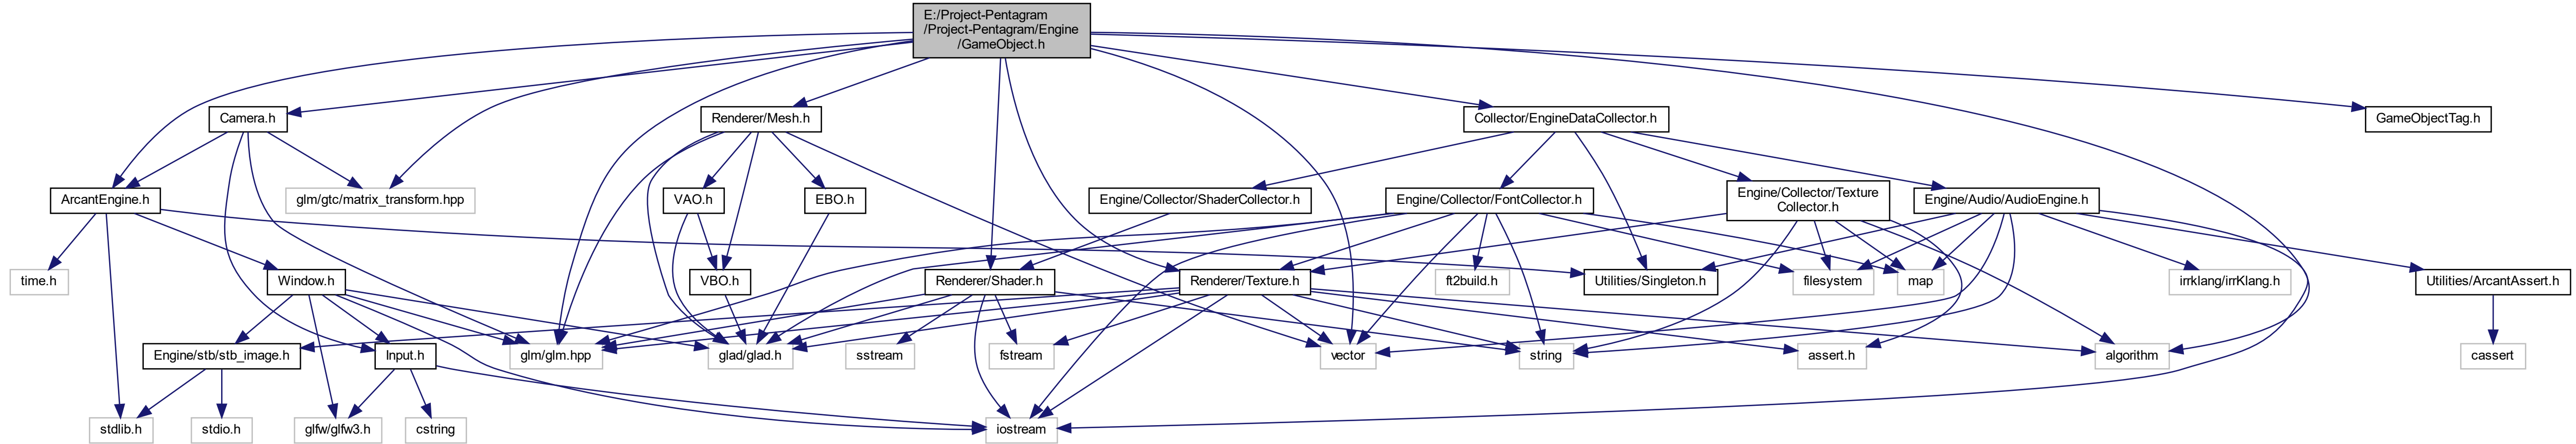 E:/Project-Pentagram
/Project-Pentagram/Engine
/GameObject.h
Camera.h
Renderer/Mesh.h
Collector/EngineDataCollector.h
GameObjectTag.h
ArcantEngine.h
glm/gtc/matrix_transform.hpp
VAO.h
EBO.h
Engine/Collector/ShaderCollector.h
Engine/Collector/FontCollector.h
Engine/Collector/Texture
Collector.h
Engine/Audio/AudioEngine.h
time.h
Window.h
VBO.h
Renderer/Shader.h
Renderer/Texture.h
ft2build.h
Utilities/Singleton.h
filesystem
map
irrklang/irrKlang.h
Utilities/ArcantAssert.h
Engine/stb/stb_image.h
Input.h
glm/glm.hpp
glad/glad.h
sstream
fstream
vector
string
assert.h
algorithm
cassert
stdlib.h
stdio.h
glfw/glfw3.h
cstring
iostream